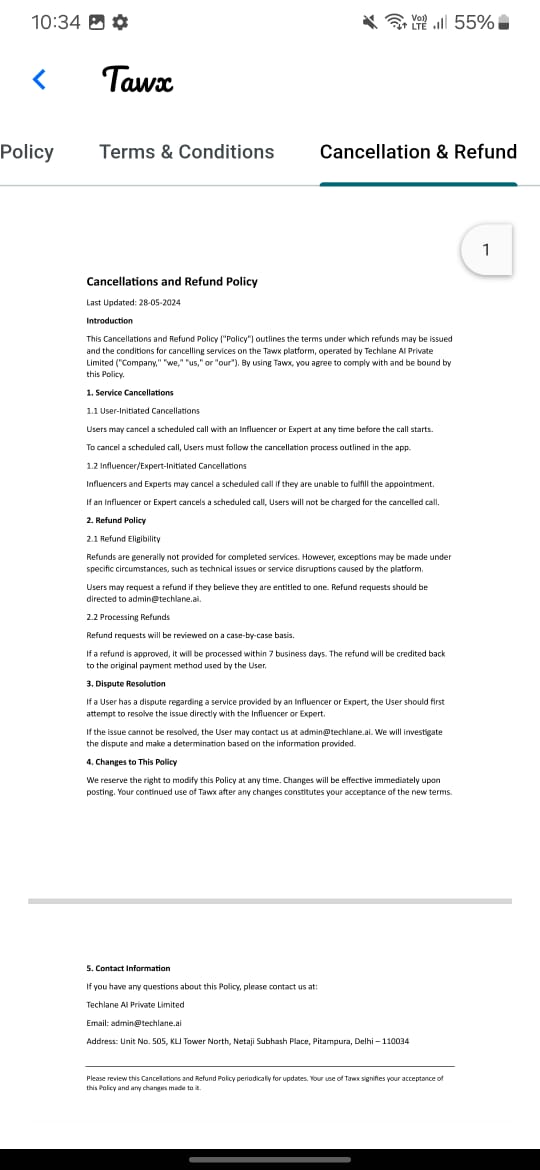 10:34
Vo)) LTE 55%
Tawx
Policy Terms & Conditions Cancellation & Refund
1
Cancellations and Refund Policy
Last Updated: 28-05-2024
Introduction
This Cancellations and Refund Policy ("Policy") outlines the terms under which refunds may be issued
and the conditions for cancelling services on the Tawx platform, operated by Techlane AI Private
Limited ("Company," "we," "us," or "our"). By using Tawx, you agree to comply with and be bound by
this Policy.
1. Service Cancellations
1.1 User-Initiated Cancellations
Users may cancel a scheduled call with an Influencer or Expert at any time before the call starts.
To cancel a scheduled call, Users must follow the cancellation process outlined in the app.
1.2 Influencer/Expert-Initiated Cancellations
Influencers and Experts may cancel a scheduled call if they are unable to fulfill the appointment.
If an Influencer or Expert cancels a scheduled call, Users will not be charged for the cancelled call.
2. Refund Policy
2.1 Refund Eligibility
Refunds are generally not provided for completed services. However, exceptions may be made under
specific circumstances, such as technical issues or service disruptions caused by the platform.
Users may request a refund if they believe they are entitled to one. Refund requests should be
directed to admin@techlane.ai.
2.2 Processing Refunds
Refund requests will be reviewed on a case-by-case basis.
If a refund is approved, it will be processed within 7 business days. The refund will be credited back
to the original payment method used by the User.
3. Dispute Resolution
If a User has a dispute regarding a service provided by an Influencer or Expert, the User should first
attempt to resolve the issue directly with the Influencer or Expert.
If the issue cannot be resolved, the User may contact us at admin@techlane.ai. We will investigate
the dispute and make a determination based on the information provided.
4. Changes to This Policy
We reserve the right to modify this Policy at any time. Changes will be effective immediately upon
posting. Your continued use of Tawx after any changes constitutes your acceptance of the new terms.
5. Contact Information
If you have any questions about this Policy, please contact us at:
Techlane AI Private Limited
Email: admin@techlane.ai
Address: Unit No. 505, KLJ Tower North, Netaji Subhash Place, Pitampura, Delhi – 110034
Please review this Cancellations and Refund Policy periodically for updates. Your use of Tawx signifies your acceptance of
this Policy and any changes made to it.